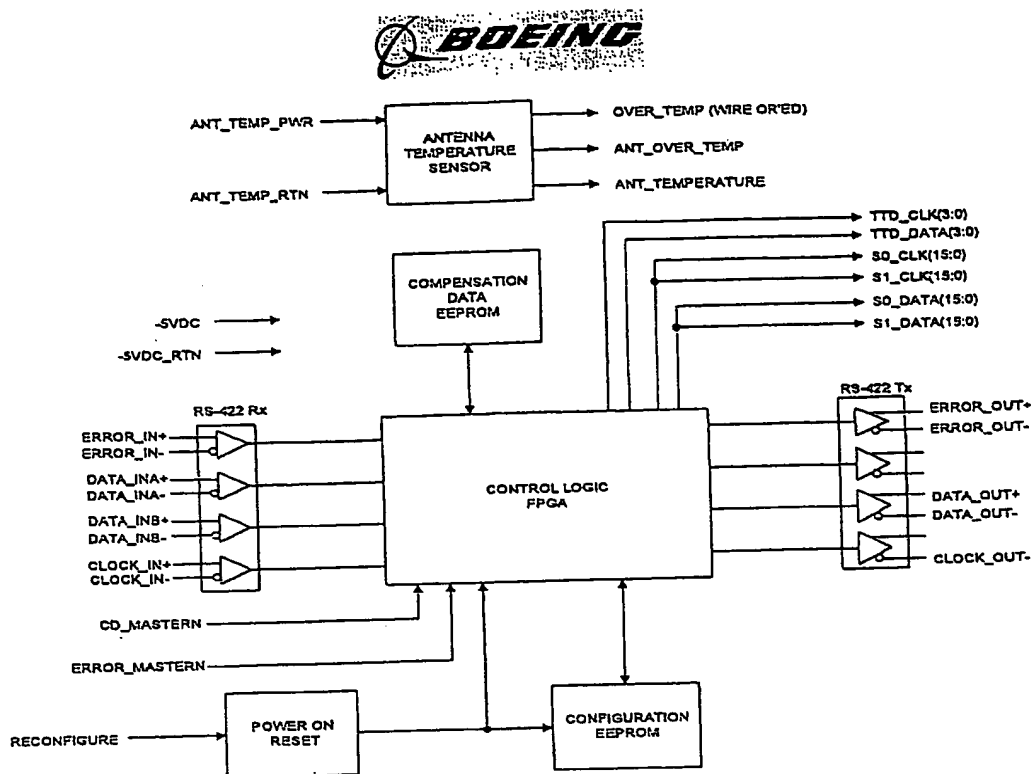 BOEING
ANT_TEMP_PWR
ANT_TEMP_RTN
ANTENNA
TEMPERATURE
SENSOR
OVER_TEMP (WIRE OR'ED)
ANT_OVER_TEMP
ANT_TEMPERATURE
TTD_CLK(3:0)
TTD_DATA(3:0)
S0_CLK(15:0)
S1_CLK(15:0)
S0_DATA(15:0)
S1_DATA(15:0)
COMPENSATION
DATA
EEPROM
-5VDC
-5VDC_RTN
RS-422 Rx
ERROR_IN+
ERROR_IN-
DATA_INA+
DATA_INA-
DATA_INB+
DATA_INB-
CLOCK_IN+
CLOCK_IN-
CONTROL LOGIC
FPGA
RS-422 Tx
ERROR_OUT+
ERROR_OUT-
DATA_OUT+
DATA_OUT-
CLOCK_OUT-
CD_MASTERN
ERROR_MASTERN
RECONFIGURE
POWER ON
RESET
CONFIGURATION
EEPROM